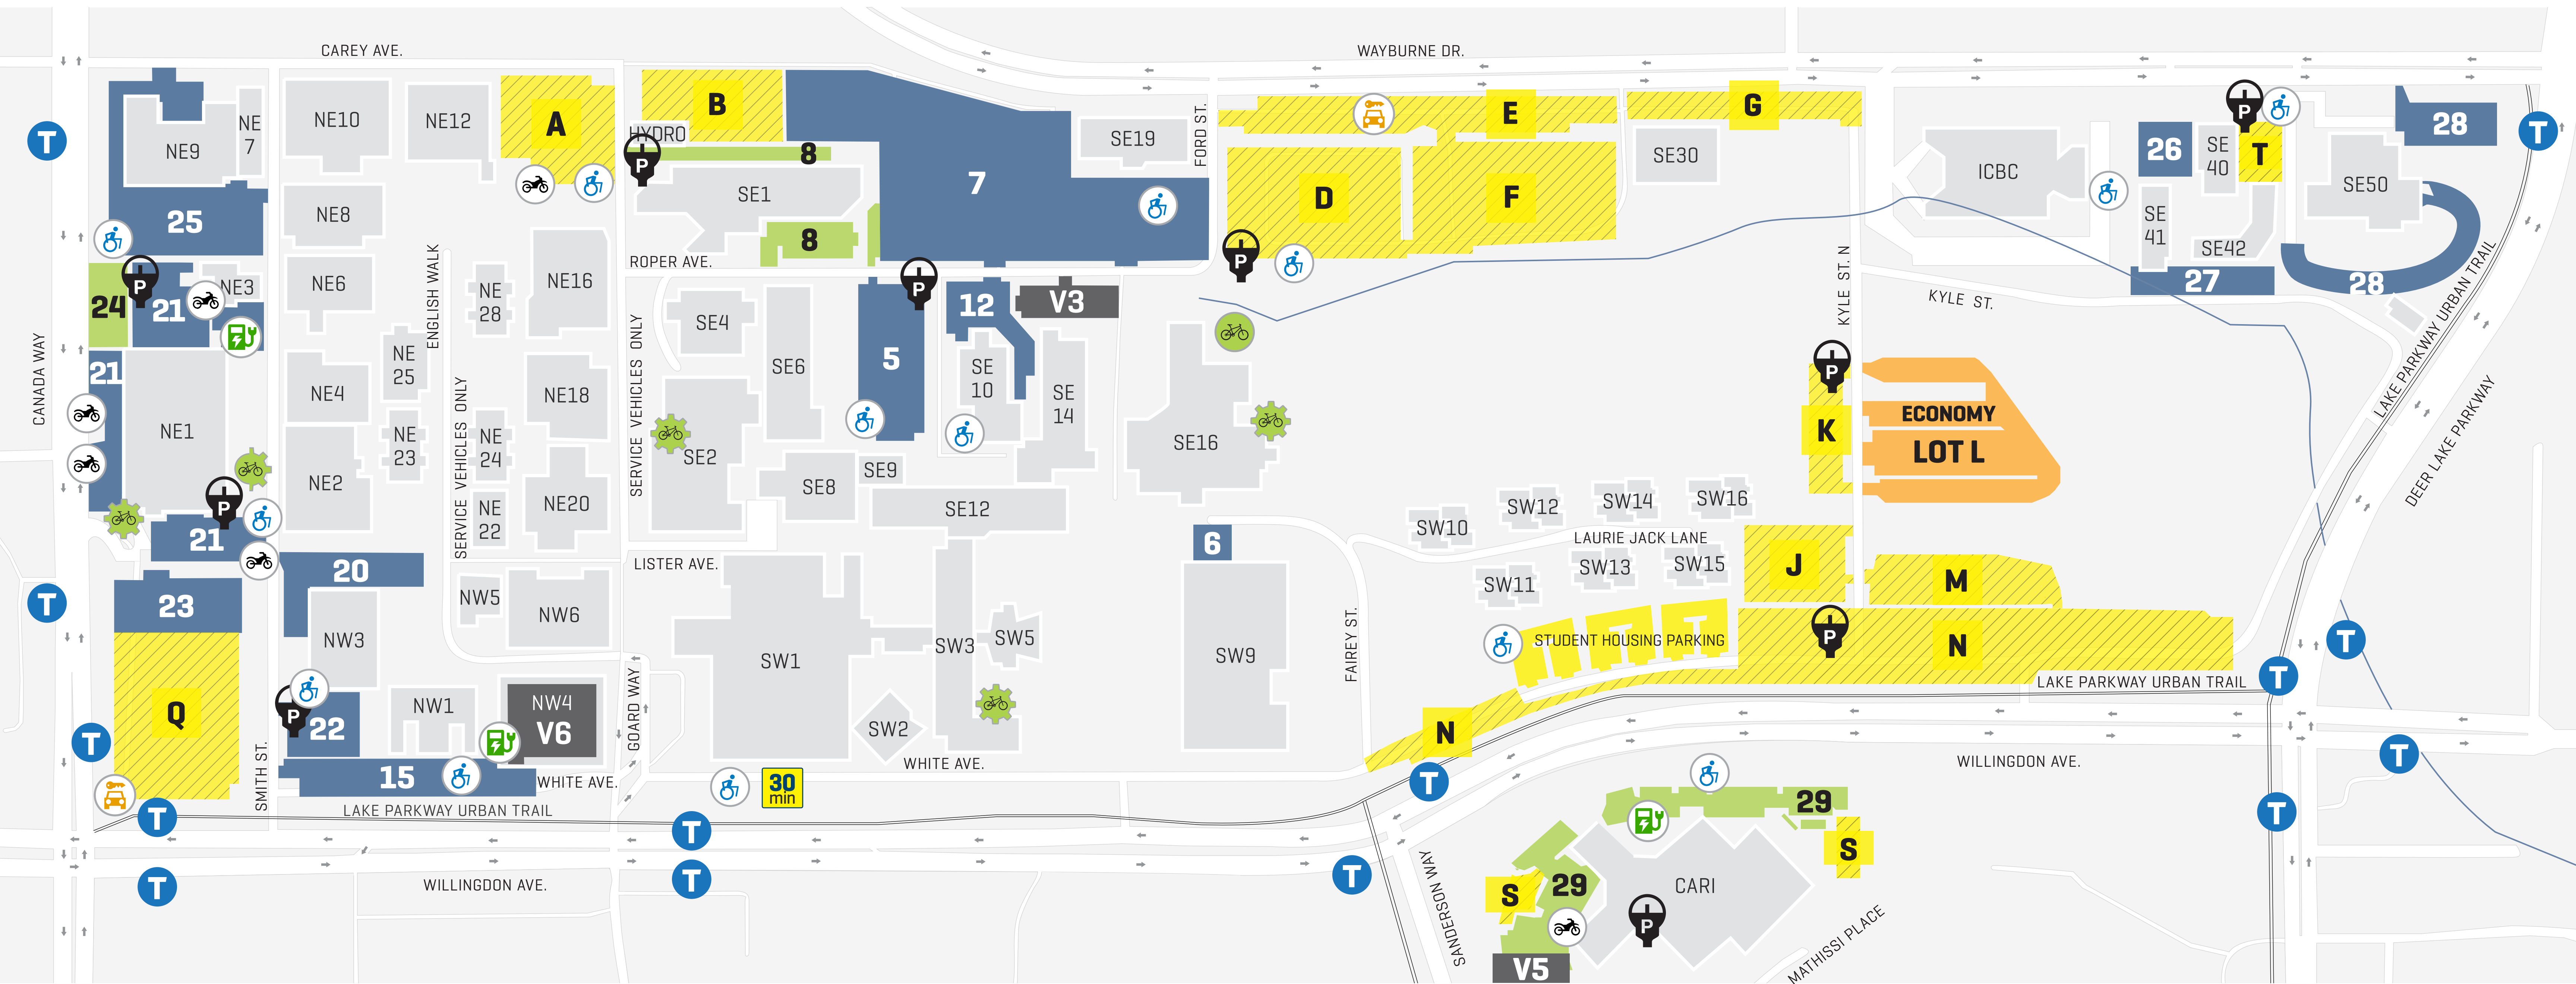 CAREY AVE.
WAYBURNE DR.
NE9
NE
7
NE10
NE12
A
B
HYDRO
8
7
SE19
FORD ST.
E
G
D
F
SE30
ICBC
26
SE
40
T
28
SE50
T
T
P
P
25
NE8
SE1
8
SE
41
SE42
27
28
ROPER AVE.
P
P
P
24
21
NE3
NE6
ENGLISH WALK
NE
28
NE16
SE4
SE6
5
12
V3
KYLE ST. N
KYLE ST.
LAKE PARKWAY URBAN TRAIL
DEER LAKE PARKWAY
CANADA WAY
21
NE1
NE4
NE
25
NE18
SERVICE VEHICLES ONLY
SERVICE VEHICLES ONLY
SE
10
SE
14
SE16
P
K
ECONOMY
LOT L
NE2
NE
23
NE
24
NE
22
NE20
SE2
SE8
SE9
SE12
P
21
SW10
SW12
SW14
SW16
LAURIE JACK LANE
SW11
SW13
SW15
J
M
6
20
LISTER AVE.
T
23
NW3
NW5
NW6
SW1
SW3
SW5
SW9
FAIREY ST.
STUDENT HOUSING PARKING
P
N
T
T
LAKE PARKWAY URBAN TRAIL
Q
T
P
22
NW1
NW4
V6
GOARD WAY
SW2
N
SMITH ST.
15
WHITE AVE.
WHITE AVE.
30
min
WILLINGDON AVE.
T
T
T
LAKE PARKWAY URBAN TRAIL
T
T
29
T
T
T
T
WILLINGDON AVE.
SANDERSON WAY
S
29
CARI
S
P
V5
MATHISSI PLACE